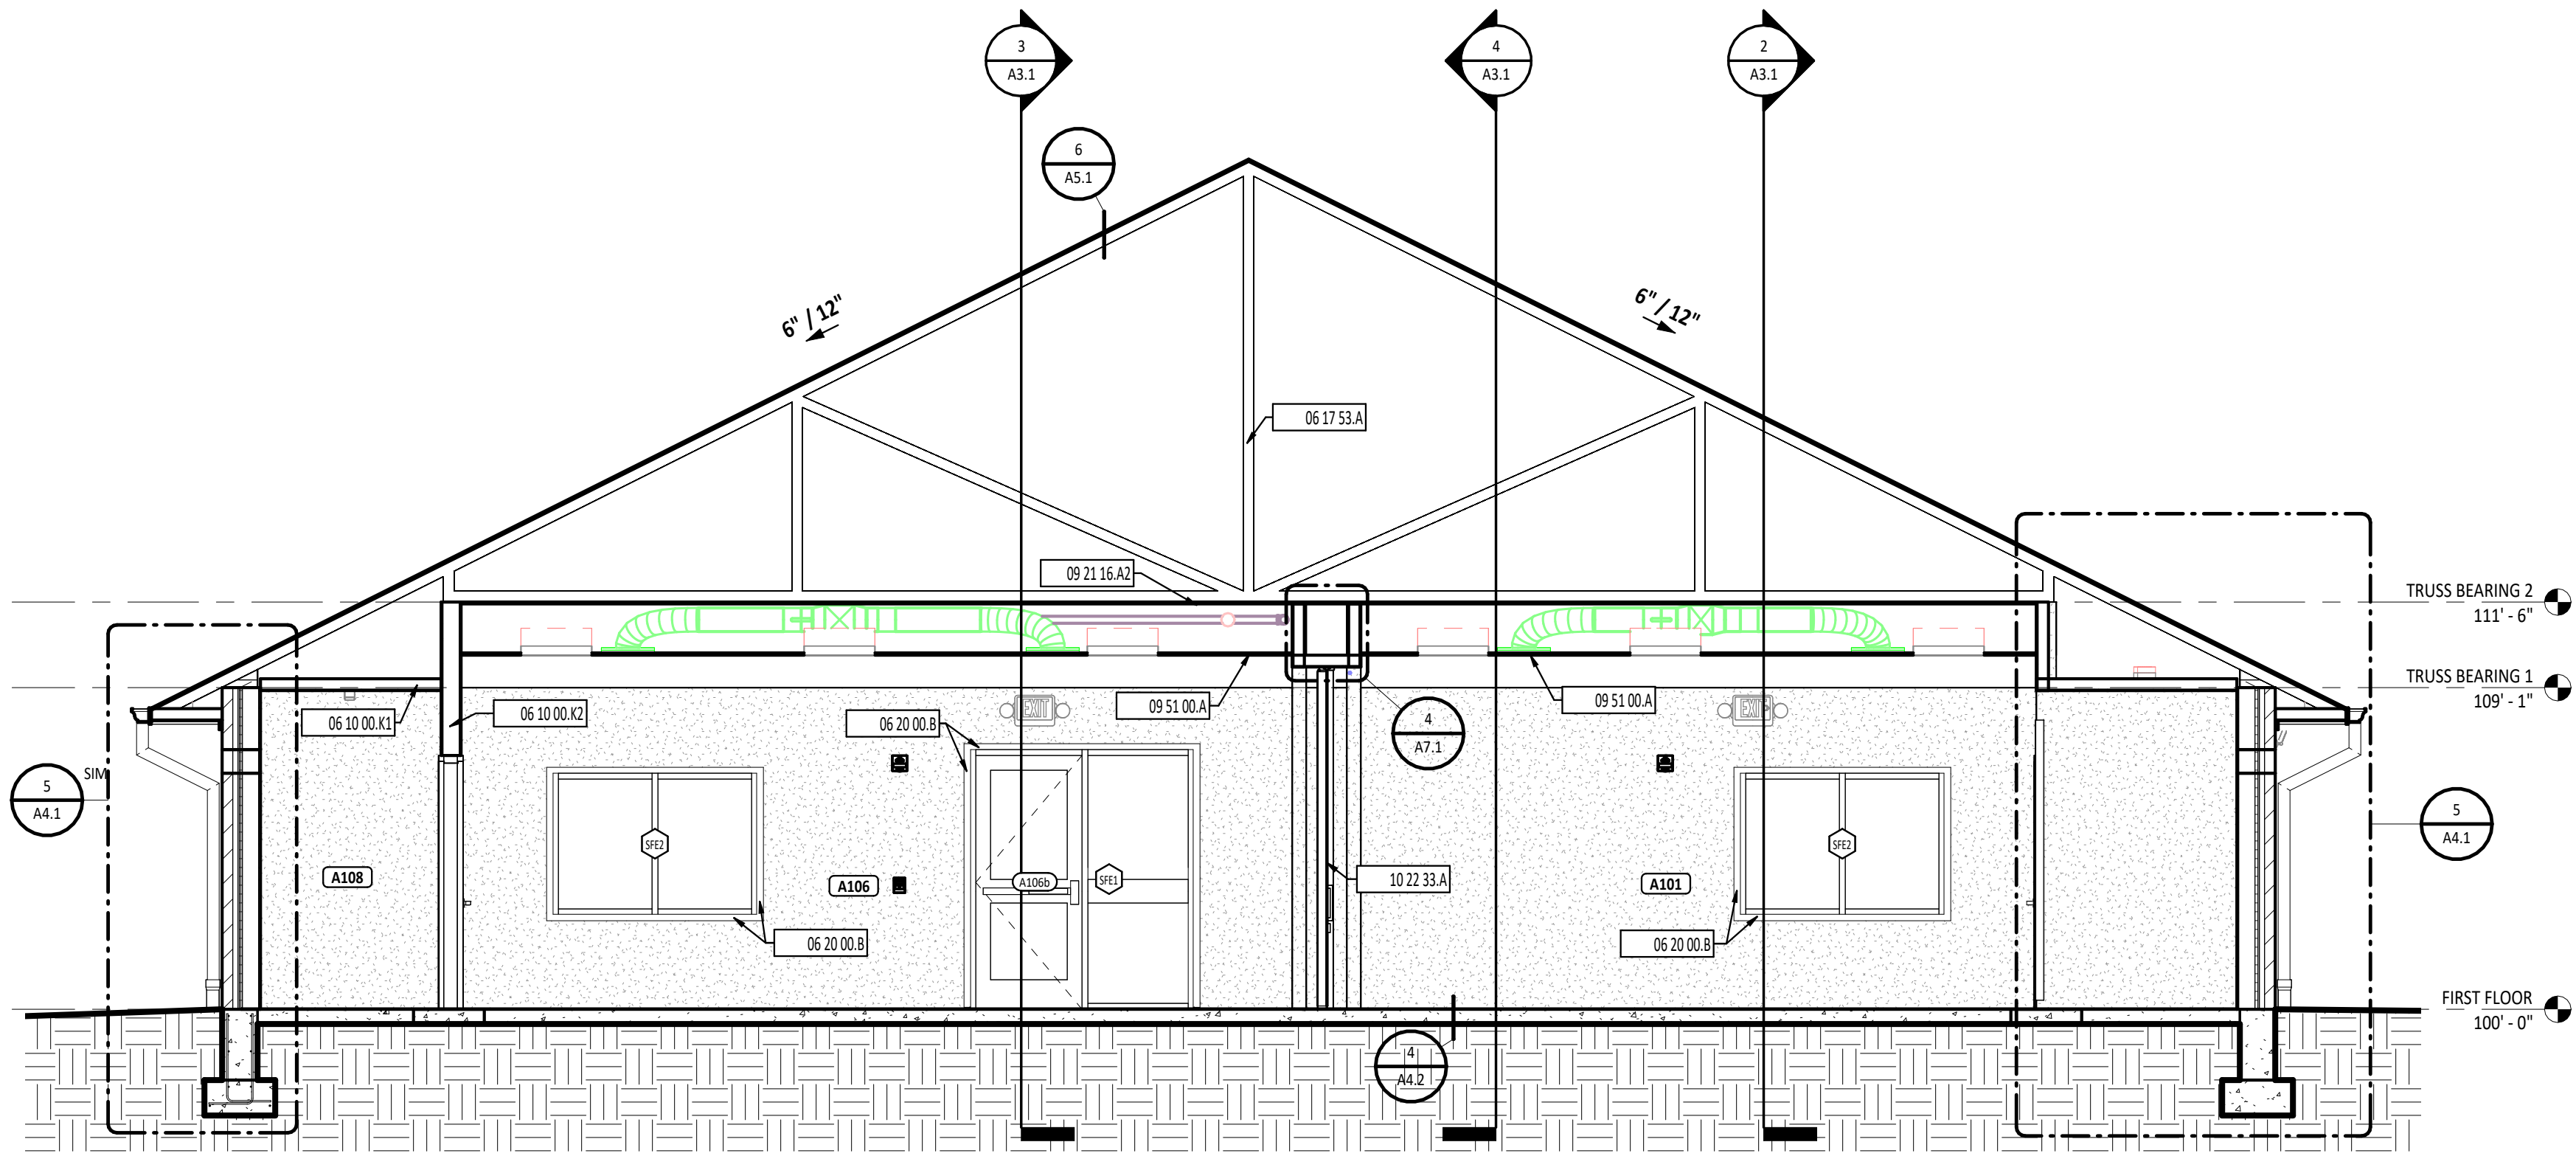 3
A3.1
4
A3.1
2
A3.1
6
A5.1
6" / 12"
6" / 12"
06 17 53.A
09 21 16.A2
TRUSS BEARING 2
111' - 6"
TRUSS BEARING 1
109' - 1"
06 10 00.K1
06 10 00.K2
06 20 00.B
EXIT
09 51 00.A
09 51 00.A
EXIT
4
A7.1
SIM
5
A4.1
5
A4.1
SFE2
SFE2
A108
A106
A106b
SFE1
10 22 33.A
A101
06 20 00.B
06 20 00.B
FIRST FLOOR
100' - 0"
4
A4.2